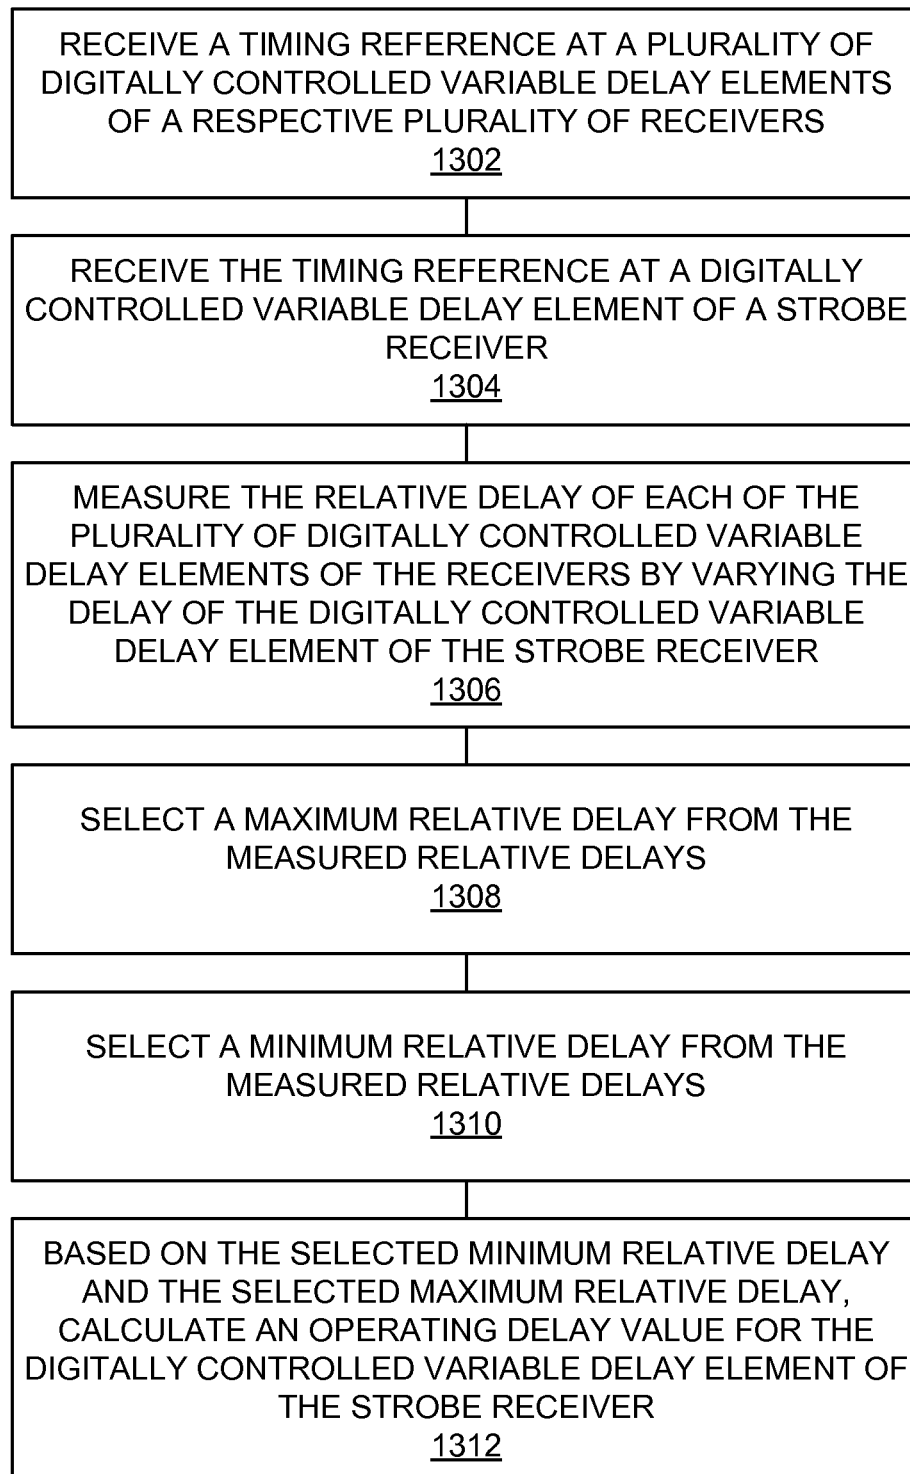 RECEIVE A TIMING REFERENCE AT A PLURALITY OF
DIGITALLY CONTROLLED VARIABLE DELAY ELEMENTS
OF A RESPECTIVE PLURALITY OF RECEIVERS
1302
RECEIVE THE TIMING REFERENCE AT A DIGITALLY
CONTROLLED VARIABLE DELAY ELEMENT OF A STROBE
RECEIVER
1304
MEASURE THE RELATIVE DELAY OF EACH OF THE
PLURALITY OF DIGITALLY CONTROLLED VARIABLE
DELAY ELEMENTS OF THE RECEIVERS BY VARYING THE
DELAY OF THE DIGITALLY CONTROLLED VARIABLE
DELAY ELEMENT OF THE STROBE RECEIVER
1306
SELECT A MAXIMUM RELATIVE DELAY FROM THE
MEASURED RELATIVE DELAYS
1308
SELECT A MINIMUM RELATIVE DELAY FROM THE
MEASURED RELATIVE DELAYS
1310
BASED ON THE SELECTED MINIMUM RELATIVE DELAY
AND THE SELECTED MAXIMUM RELATIVE DELAY,
CALCULATE AN OPERATING DELAY VALUE FOR THE
DIGITALLY CONTROLLED VARIABLE DELAY ELEMENT OF
THE STROBE RECEIVER
1312